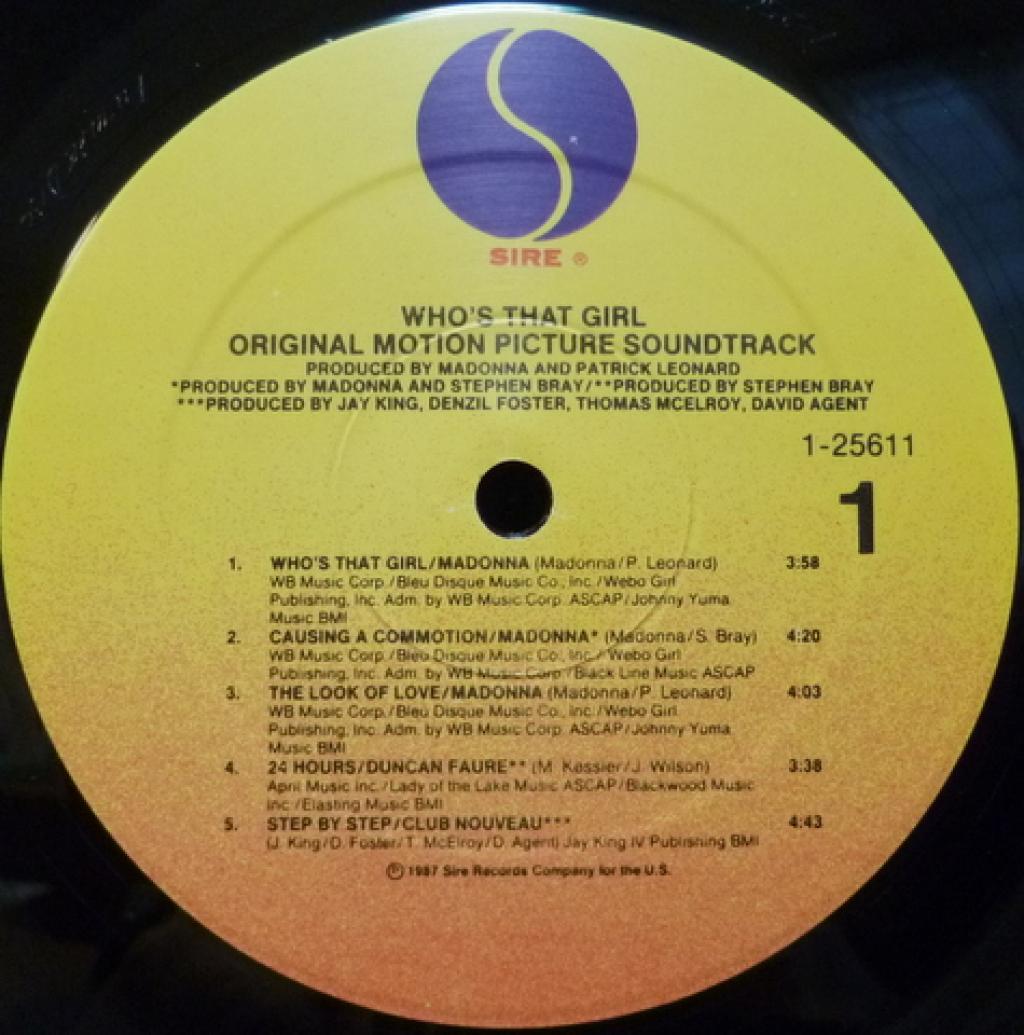 SIRE ®
WHO'S THAT GIRL
ORIGINAL MOTION PICTURE SOUNDTRACK
PRODUCED BY MADONNA AND PATRICK LEONARD
*PRODUCED BY MADONNA AND STEPHEN BRAY/**PRODUCED BY STEPHEN BRAY
***PRODUCED BY JAY KING, DENZIL FOSTER, THOMAS MCELROY, DAVID AGENT
1-25611
1
1. WHO'S THAT GIRL/MADONNA (Madonna/P. Leonard) 3:58
WB Music Corp./Bleu Disque Music Co., Inc./Webo Girl
Publishing, Inc. Adm. by WB Music Corp. ASCAP/Johnny Yuma
Music BMI
2. CAUSING A COMMOTION/MADONNA* (Madonna/S. Bray) 4:20
WB Music Corp./Bleu Disque Music Co., Inc./Webo Girl
Publishing, Inc. Adm. by WB Music Corp./Black Line Music ASCAP
3. THE LOOK OF LOVE/MADONNA (Madonna/P. Leonard) 4:03
WB Music Corp./Bleu Disque Music Co., Inc./Webo Girl
Publishing, Inc. Adm. by WB Music Corp. ASCAP/Johnny Yuma
Music BMI
4. 24 HOURS/DUNCAN FAURE** (M. Kessler/J. Wilson) 3:38
April Music Inc./Lady of the Lake Music ASCAP/Blackwood Music
Inc./Elasting Music BMI
5. STEP BY STEP/CLUB NOUVEAU*** 4:43
(J. King/D. Foster/T. McElroy/D. Agent) Jay King IV Publishing BMI
℗ 1987 Sire Records Company for the U.S.